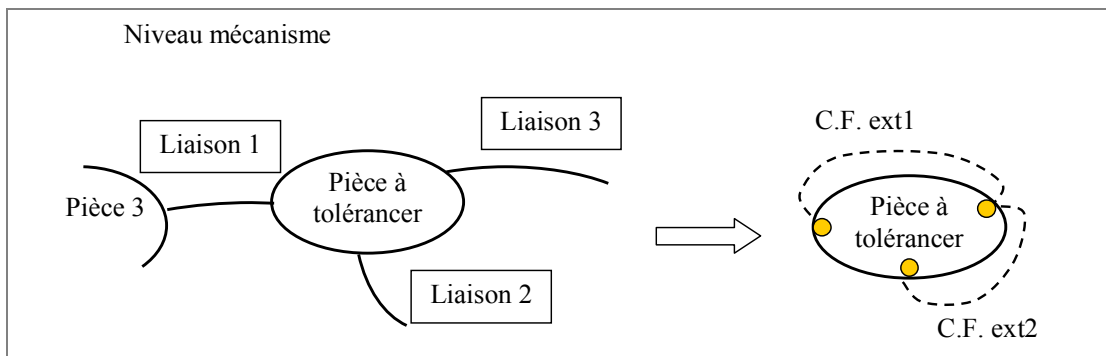 Niveau mécanisme
Liaison 3
C.F. ext1
Liaison 1
Pièce 3
Pièce à
tolérancer
Pièce à
tolérancer
Liaison 2
C.F. ext2